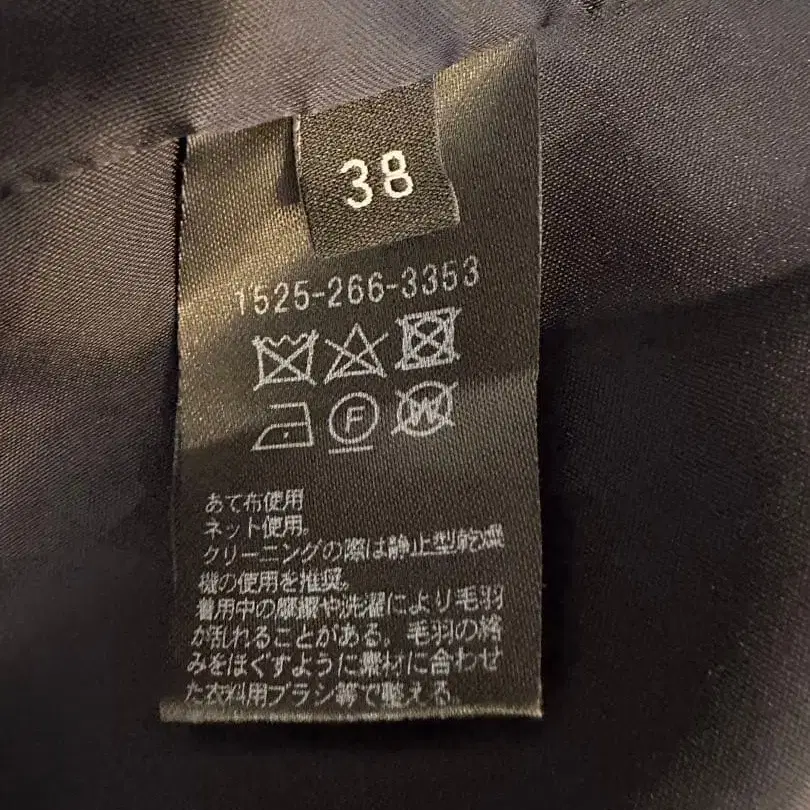 38
1525-266-3353
F
W
あて布使用
ネット使用。
クリーニングの際は静止型乾燥
機の使用を推奨。
着用中の摩擦や洗濯により毛羽
が乱れることがある。毛羽の絡
みをほぐすように素材に合わせ
た衣料用ブラシ等で整える